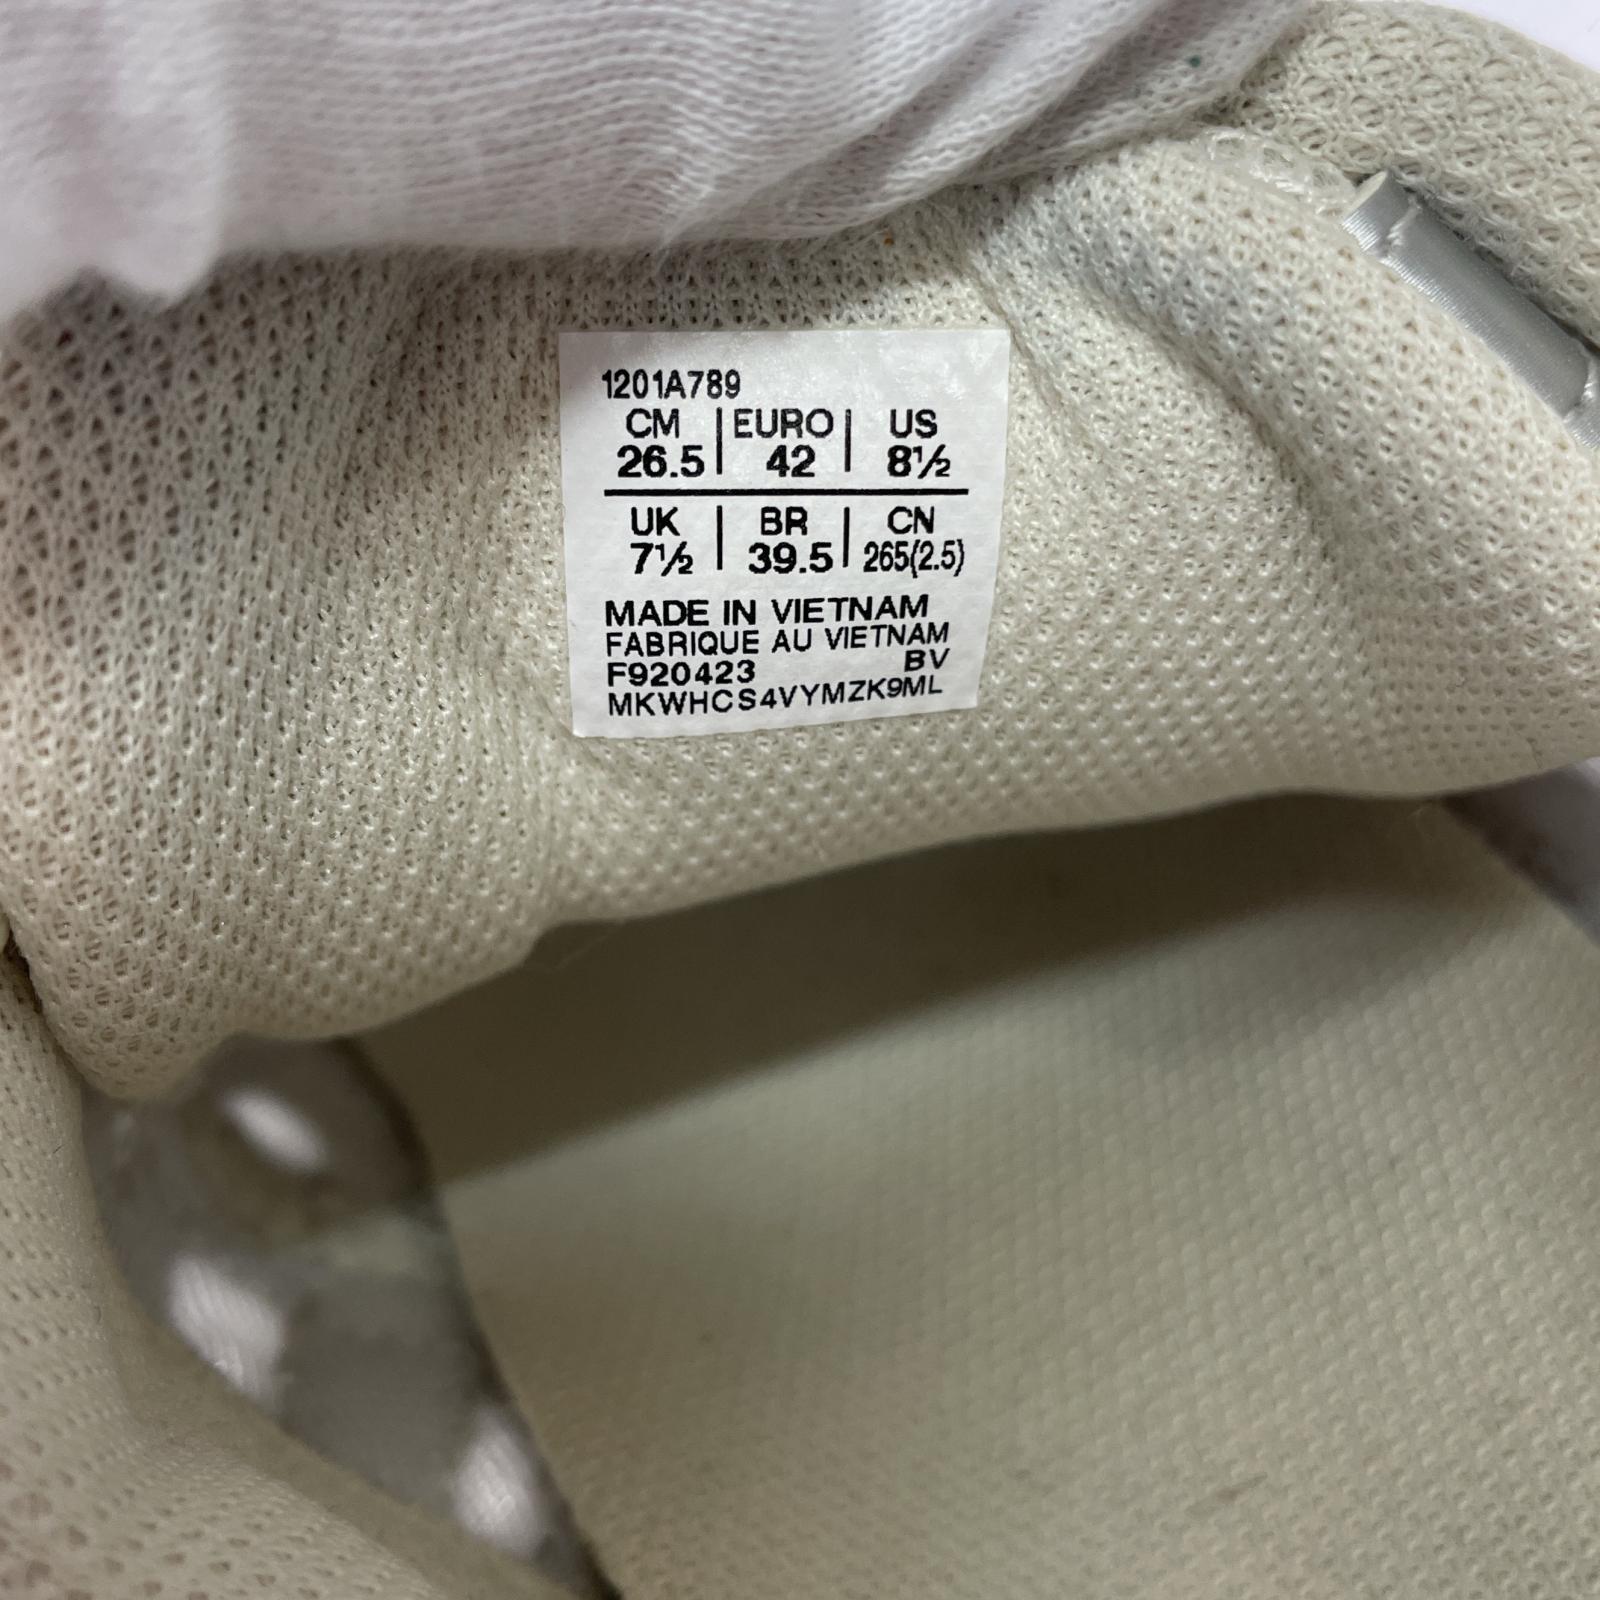 1201A789
CM | EURO | US
26.5 | 42 | 8½
UK | BR | CN
7½ | 39.5 | 265(2.5)
MADE IN VIETNAM
FABRIQUE AU VIETNAM
F920423 BV
MKWHCS4VYMZK9ML